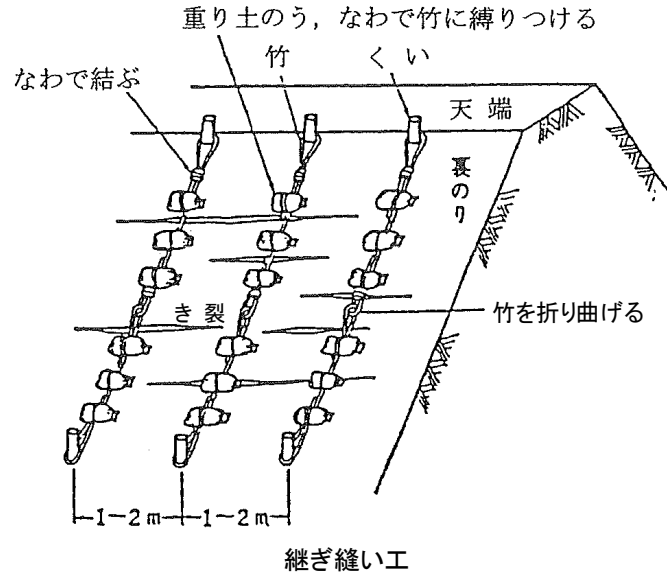 重り土のう，なわで竹に縛りつける
竹
くい
なわで結ぶ
天端
裏のり
き裂
竹を折り曲げる
1~2m
1~2m
継ぎ縫い工